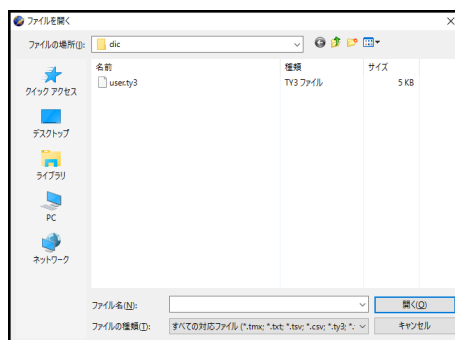 ファイルを開く
ファイルの場所(I):
dic
名前
種類
サイズ
user.ty3
TY3 ファイル
5 KB
クイック アクセス
デスクトップ
ライブラリ
PC
ネットワーク
ファイル名(N):
開く(O)
ファイルの種類(T):
すべての対応ファイル (*.tmx; *.txt; *.tsv; *.csv; *.ty3; *.
キャンセル